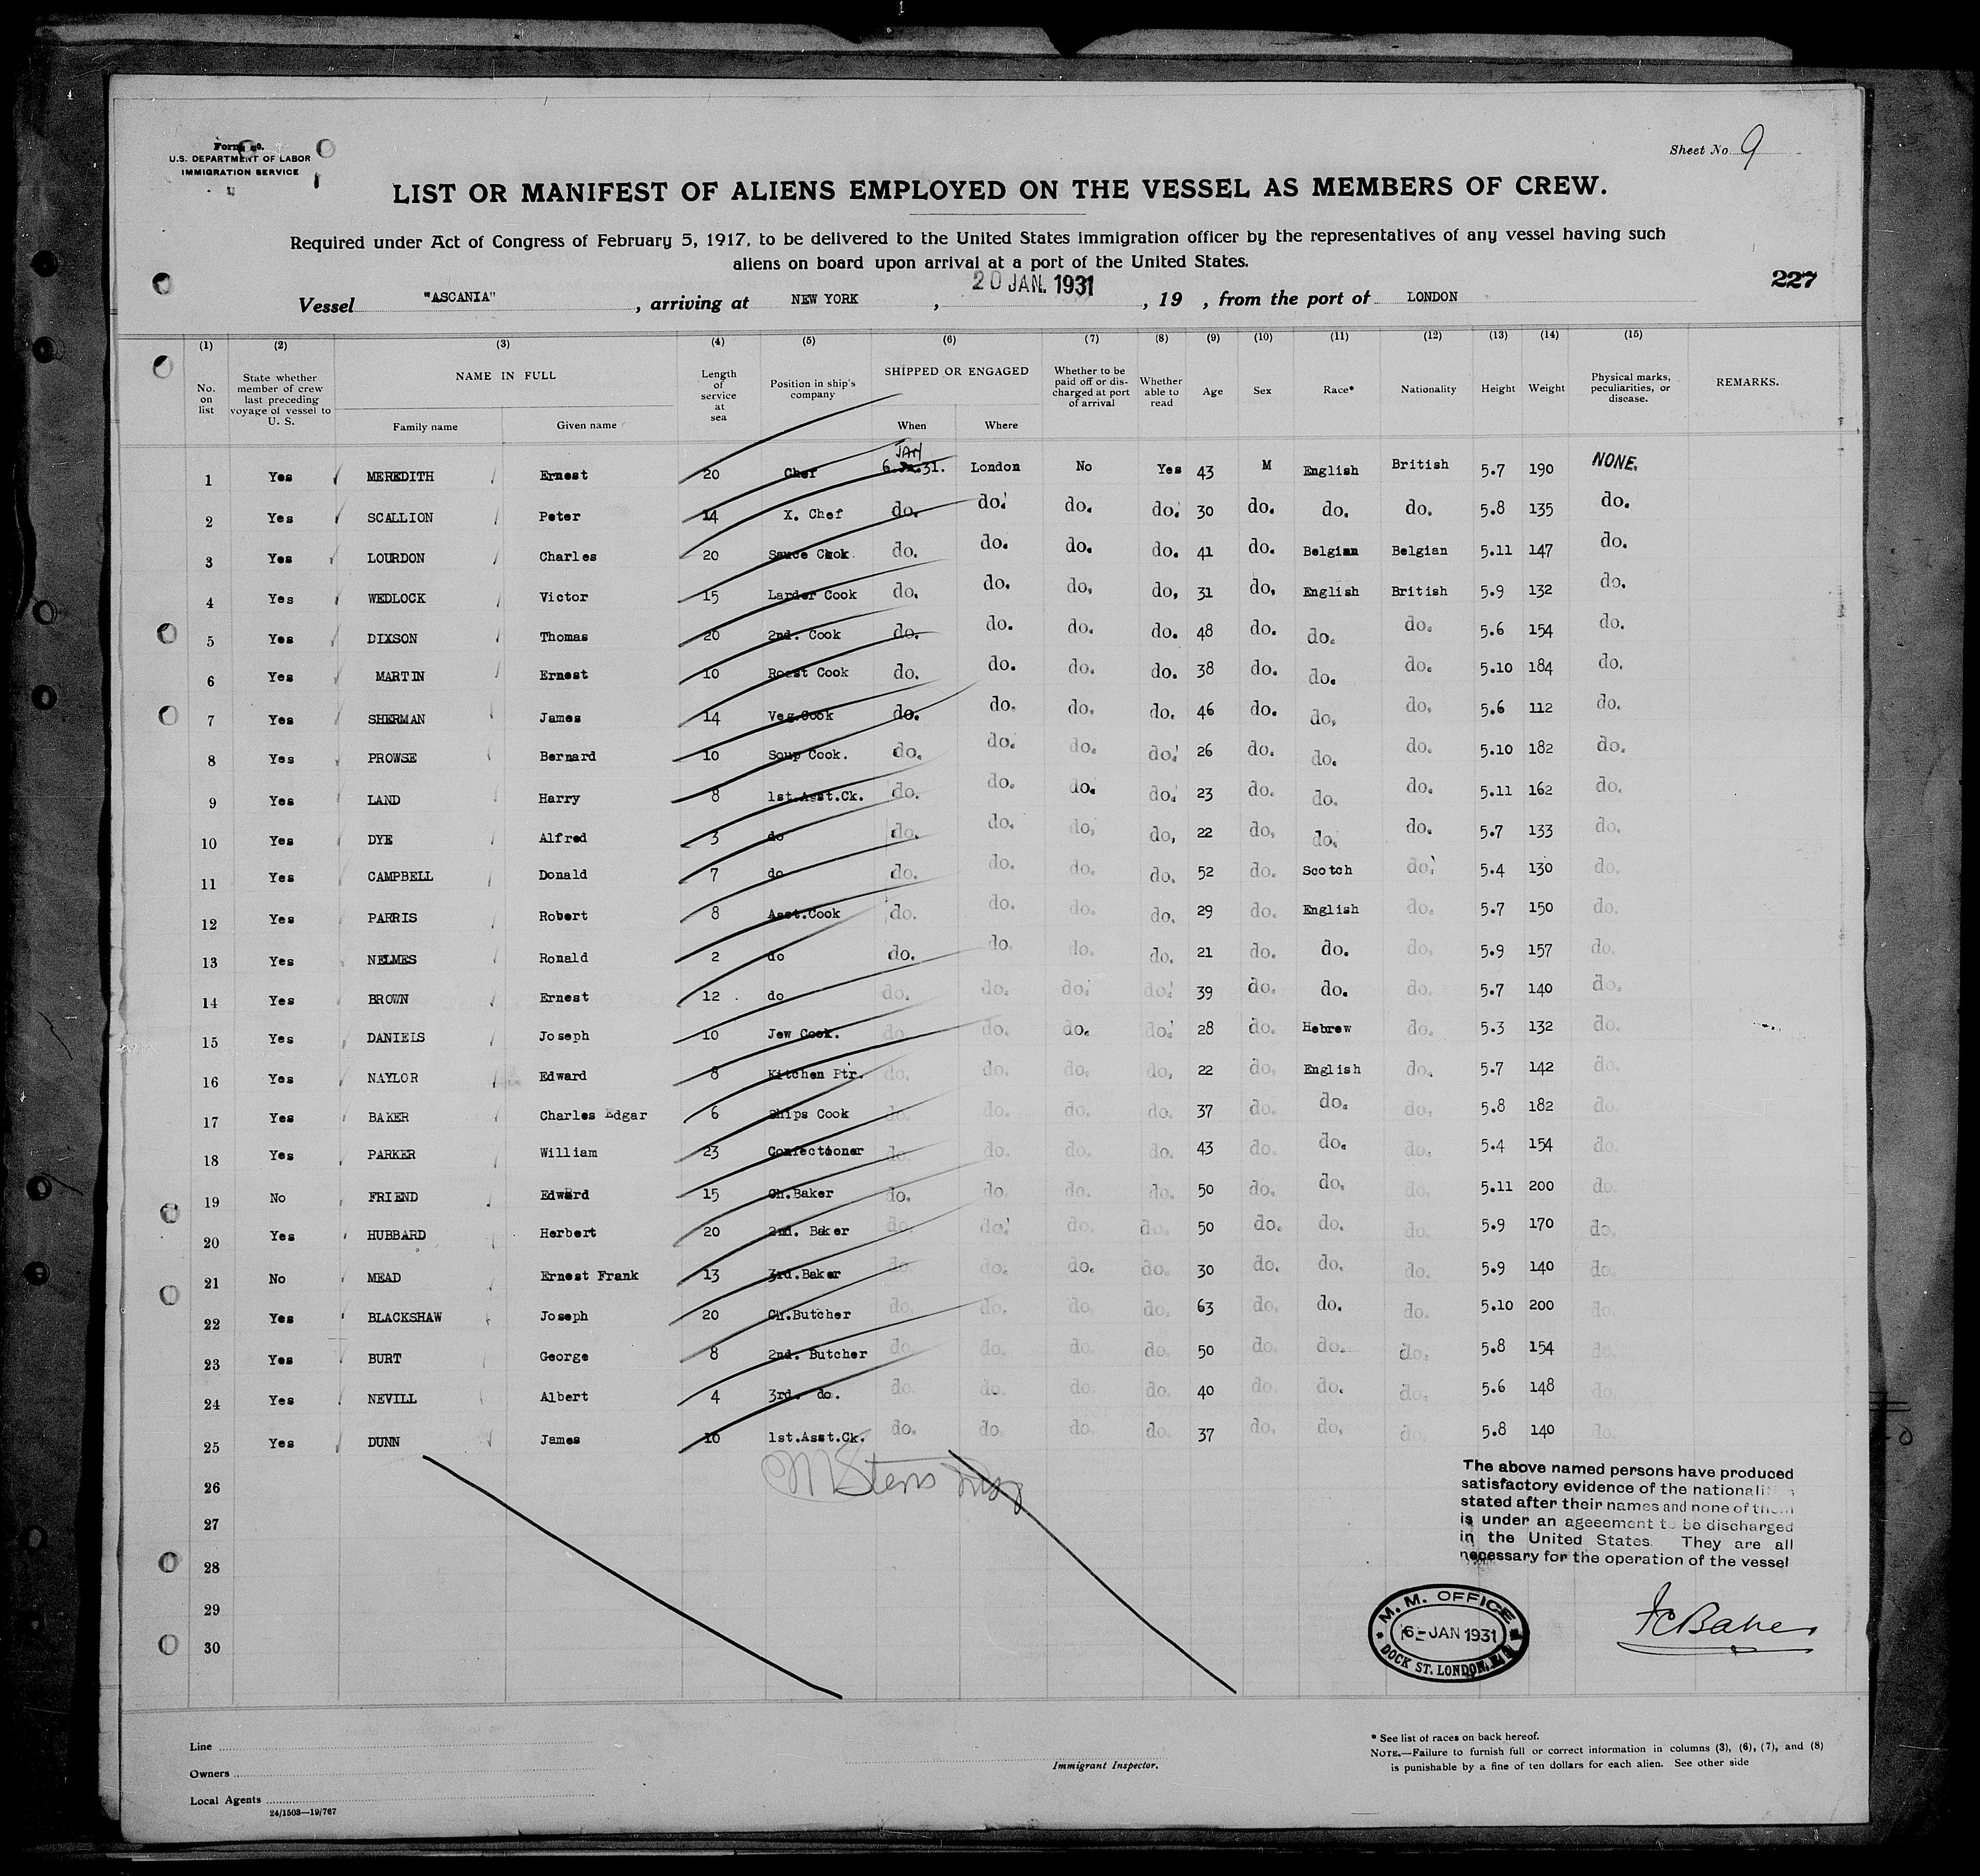 Form 680.
U.S. DEPARTMENT OF LABOR
IMMIGRATION SERVICE
Sheet No. 9
LIST OR MANIFEST OF ALIENS EMPLOYED ON THE VESSEL AS MEMBERS OF CREW.
Required under Act of Congress of February 5, 1917, to be delivered to the United States immigration officer by the representatives of any vessel having such
aliens on board upon arrival at a port of the United States.
227
Vessel "ASCANIA", arriving at NEW YORK, 20 JAN. 1931, 19 , from the port of LONDON
(1) (2) (3) (4) (5) (6) (7) (8) (9) (10) (11) (12) (13) (14) (15)
No. on list State whether member of crew last preceding voyage of vessel to U. S. NAME IN FULL Family name Given name Length of service at sea Position in ship's company SHIPPED OR ENGAGED When Where Whether to be paid off or discharged at port of arrival Whether able to read Age Sex Race* Nationality Height Weight Physical marks, peculiarities, or disease. REMARKS.
JAN
1 Yes MEREDITH Ernest 20 Chef 6.Ja.31. London No Yes 43 M English British 5.7 190 NONE.
2 Yes SCALLION Peter 14 X. Chef do. do. do. do. 30 do. do. do. 5.8 135 do.
3 Yes LOURDON Charles 20 Sauce Cook do. do. do. do. 41 do. Belgian Belgian 5.11 147 do.
4 Yes WEDLOCK Victor 15 Larder Cook do. do. do. do. 31 do. English British 5.9 132 do.
5 Yes DIXSON Thomas 20 2nd. Cook do. do. do. do. 48 do. do. do. 5.6 154 do.
6 Yes MARTIN Ernest 10 Roast Cook do. do. do. do. 38 do. do. do. 5.10 184 do.
7 Yes SHERMAN James 14 Veg.Cook do. do. do. do. 46 do. do. do. 5.6 112 do.
8 Yes PROWSE Bernard 10 Soup Cook. do. do. do. do. 26 do. do. do. 5.10 182 do.
9 Yes LAND Harry 8 1st.Asst.Ck. do. do. do. do. 23 do. do. do. 5.11 162 do.
10 Yes DYE Alfred 3 do do. do. do. do. 22 do. do. do. 5.7 133 do.
11 Yes CAMPBELL Donald 7 do do. do. do. do. 52 do. Scotch do. 5.4 130 do.
12 Yes PARRIS Robert 8 Asst.Cook do. do. do. do. 29 do. English do. 5.7 150 do.
13 Yes NELMES Ronald 2 do do. do. do. do. 21 do. do. do. 5.9 157 do.
14 Yes BROWN Ernest 12 do do. do. do. do. 39 do. do. do. 5.7 140 do.
15 Yes DANIELS Joseph 10 Jew Cook. do. do. do. do. 28 do. Hebrew do. 5.3 132 do.
16 Yes NAYLOR Edward 8 Kitchen Ptr. do. do. do. do. 22 do. English do. 5.7 142 do.
17 Yes BAKER Charles Edgar 6 Ships Cook do. do. do. do. 37 do. do. do. 5.8 182 do.
18 Yes PARKER William 23 Confectioner do. do. do. do. 43 do. do. do. 5.4 154 do.
19 No FRIEND Edward 15 Ch.Baker do. do. do. do. 50 do. do. do. 5.11 200 do.
20 Yes HUBBARD Herbert 20 2nd. Baker do. do. do. do. 50 do. do. do. 5.9 170 do.
21 No MEAD Ernest Frank 13 3rd.Baker do. do. do. do. 30 do. do. do. 5.9 140 do.
22 Yes BLACKSHAW Joseph 20 Ch.Butcher do. do. do. do. 63 do. do. do. 5.10 200 do.
23 Yes BURT George 8 2nd. Butcher do. do. do. do. 50 do. do. do. 5.8 154 do.
24 Yes NEVILL Albert 4 3rd. do. do. do. do. do. 40 do. do. do. 5.6 148 do.
25 Yes DUNN James 10 1st.Asst.Ck. do. do. do. do. 37 do. do. do. 5.8 140 do.
26
27
28
29
30
The above named persons have produced
satisfactory evidence of the nationalities
stated after their names and none of them
is under an ageeement to be discharged
in the United States. They are all
necessary for the operation of the vessel
M. M. OFFICE
6-JAN 1931
DOCK ST. LONDON, E.
Line
Owners
Local Agents
24/1503—19/767
Immigrant Inspector.
* See list of races on back hereof.
NOTE.—Failure to furnish full or correct information in columns (3), (6), (7), and (8)
is punishable by a fine of ten dollars for each alien. See other side